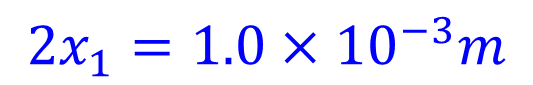 2x₁ = 1.0 × 10⁻³m